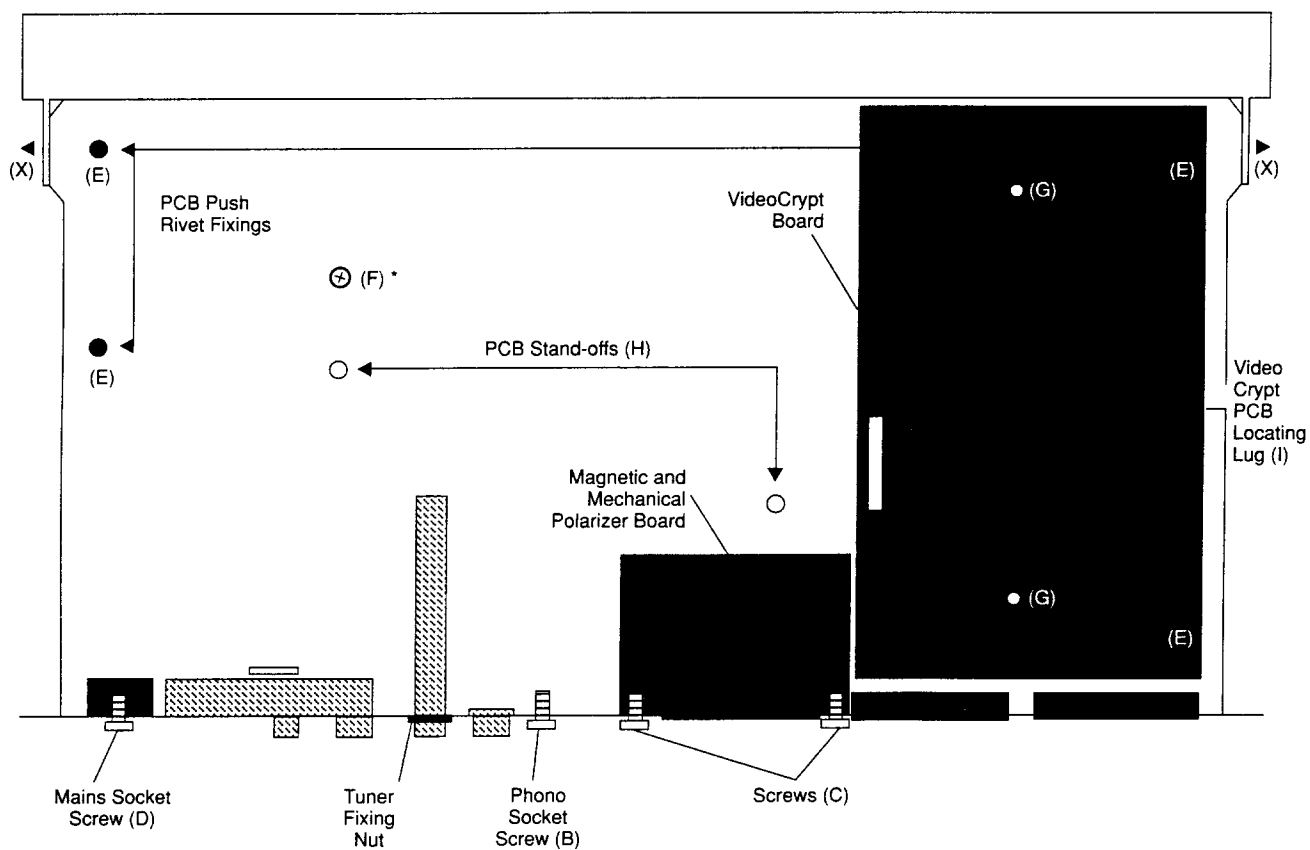 (X)
(E)
PCB Push
Rivet Fixings
VideoCrypt
Board
(G)
(E)
(X)
(F) *
(E)
PCB Stand-offs (H)
Video
Crypt
PCB
Locating
Lug (I)
Magnetic and
Mechanical
Polarizer Board
(G)
(E)
Mains Socket
Screw (D)
Tuner
Fixing
Nut
Phono
Socket
Screw (B)
Screws (C)